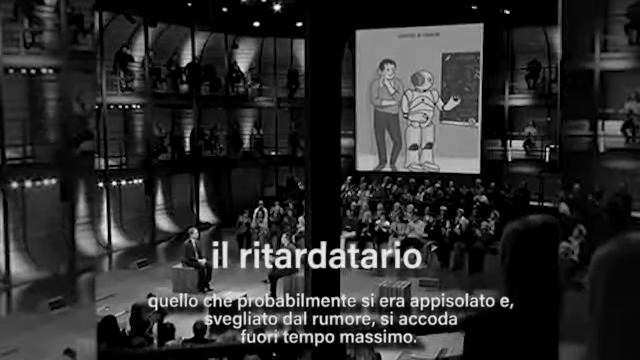 il ritardatario
quello che probabilmente si era appisolato e,
svegliato dal rumore, si accoda
fuori tempo massimo.